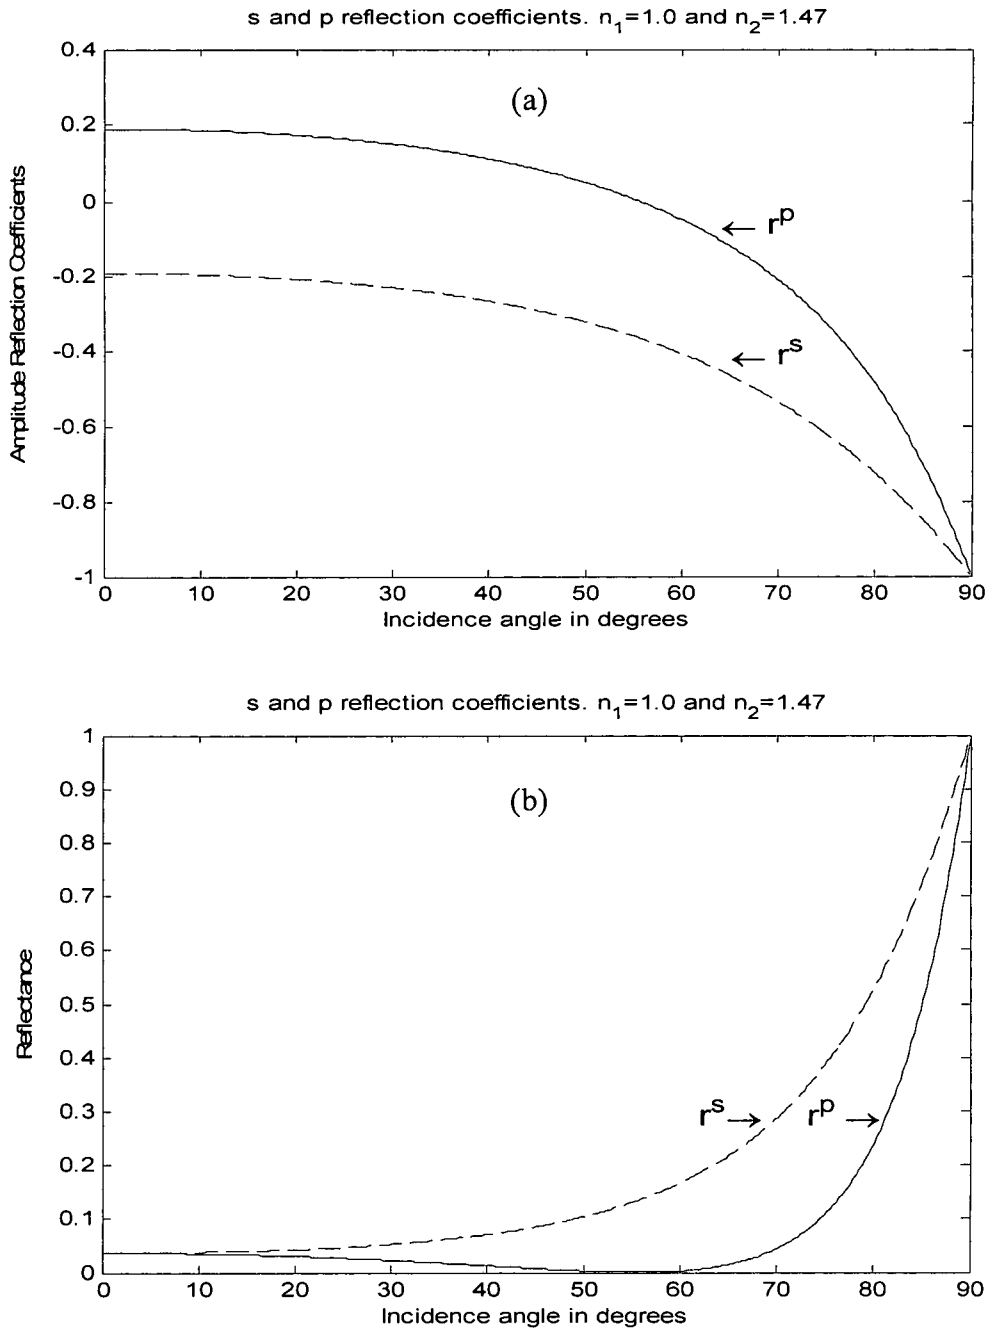 s and p reflection coefficients. n1=1.0 and n2=1.47
(a)
0.4
0.2
0
-0.2
-0.4
-0.6
-0.8
-1
Amplitude Reflection Coefficients
← r^p
← r^s
0 10 20 30 40 50 60 70 80 90
Incidence angle in degrees
s and p reflection coefficients. n1=1.0 and n2=1.47
(b)
1
0.9
0.8
0.7
0.6
0.5
0.4
0.3
0.2
0.1
0
Reflectance
r^s → r^p →
0 10 20 30 40 50 60 70 80 90
Incidence angle in degrees